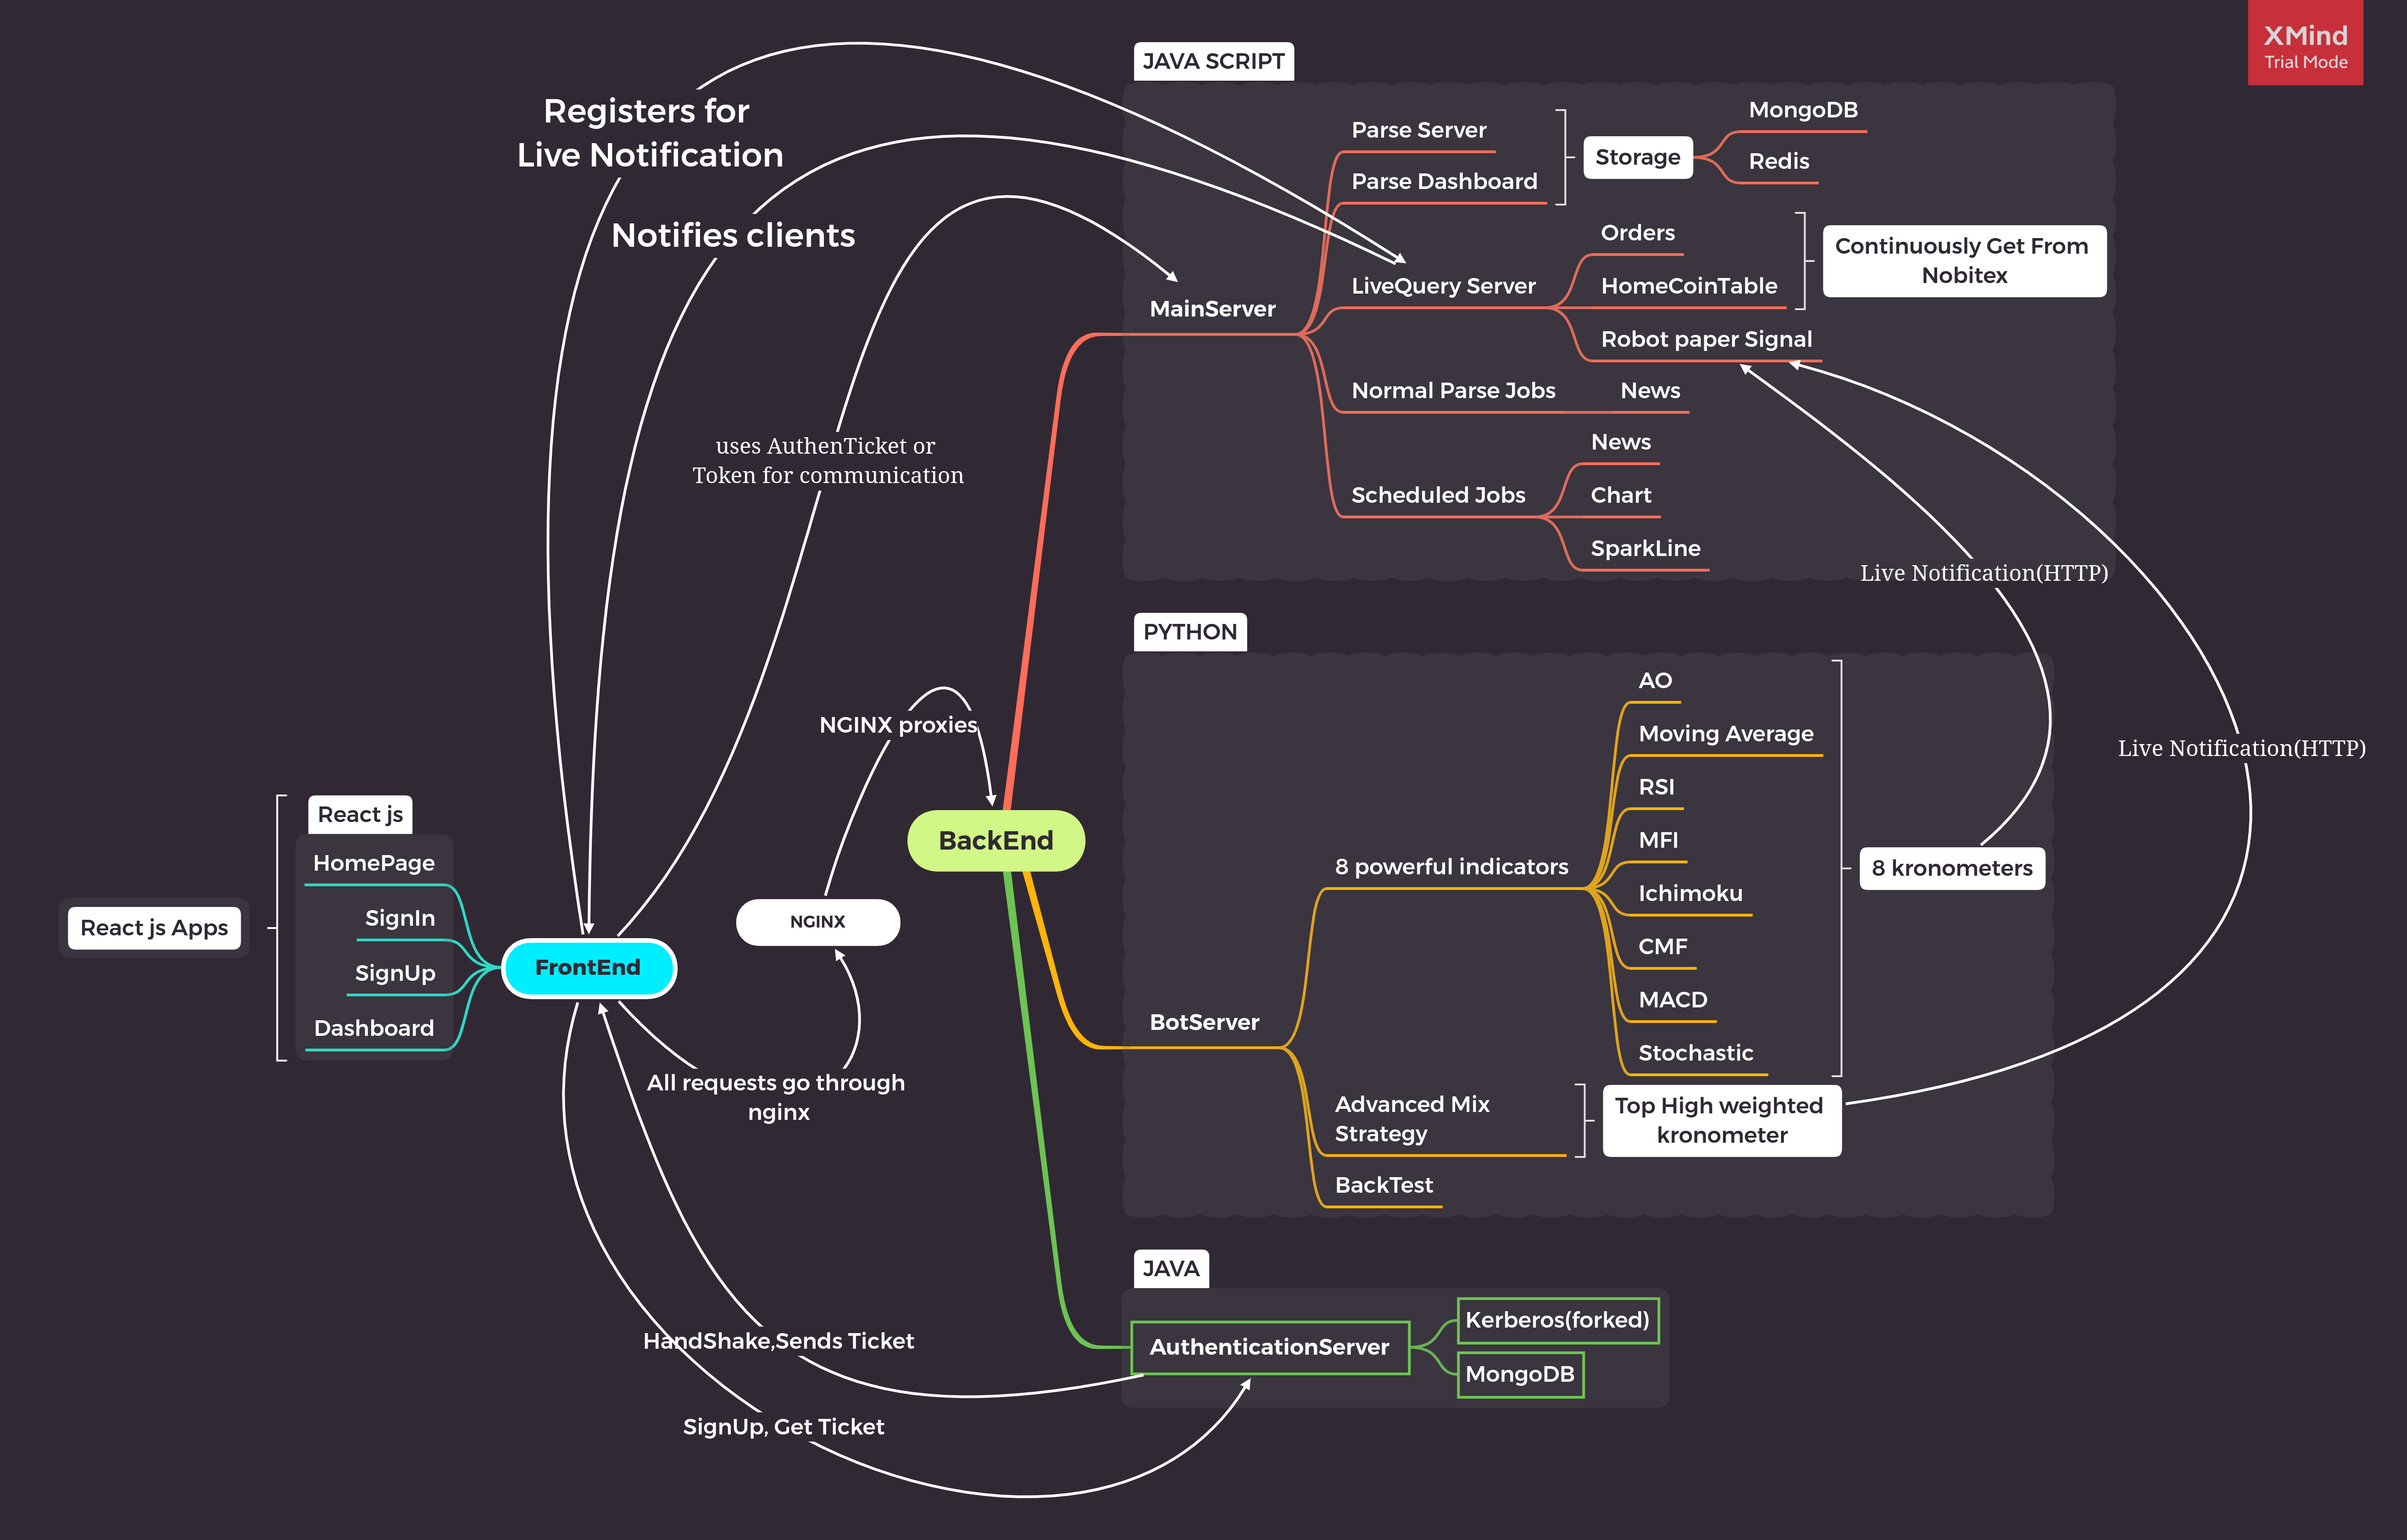 XMind
Trial Mode
JAVA SCRIPT
Registers for
Live Notification
Notifies clients
uses AuthenTicket or
Token for communication
MainServer
Parse Server
Parse Dashboard
Storage
MongoDB
Redis
LiveQuery Server
Orders
HomeCoinTable
Robot paper Signal
Continuously Get From
Nobitex
Normal Parse Jobs
News
Scheduled Jobs
News
Chart
SparkLine
Live Notification(HTTP)
Live Notification(HTTP)
PYTHON
NGINX proxies
BackEnd
BotServer
8 powerful indicators
AO
Moving Average
RSI
MFI
Ichimoku
CMF
MACD
Stochastic
8 kronometers
Advanced Mix
Strategy
Top High weighted
kronometer
BackTest
React js Apps
React js
HomePage
SignIn
SignUp
Dashboard
FrontEnd
NGINX
All requests go through
nginx
JAVA
AuthenticationServer
Kerberos(forked)
MongoDB
HandShake,Sends Ticket
SignUp, Get Ticket